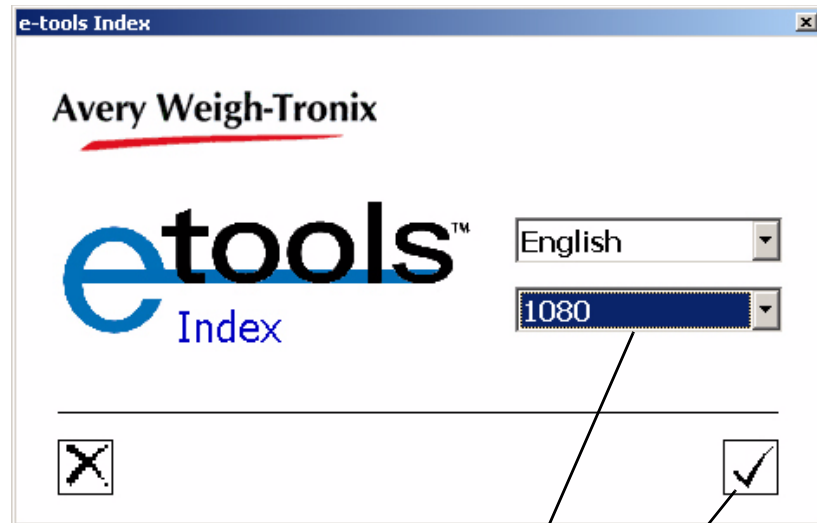 e-tools Index
Avery Weigh-Tronix
etools™
English
Index
1080